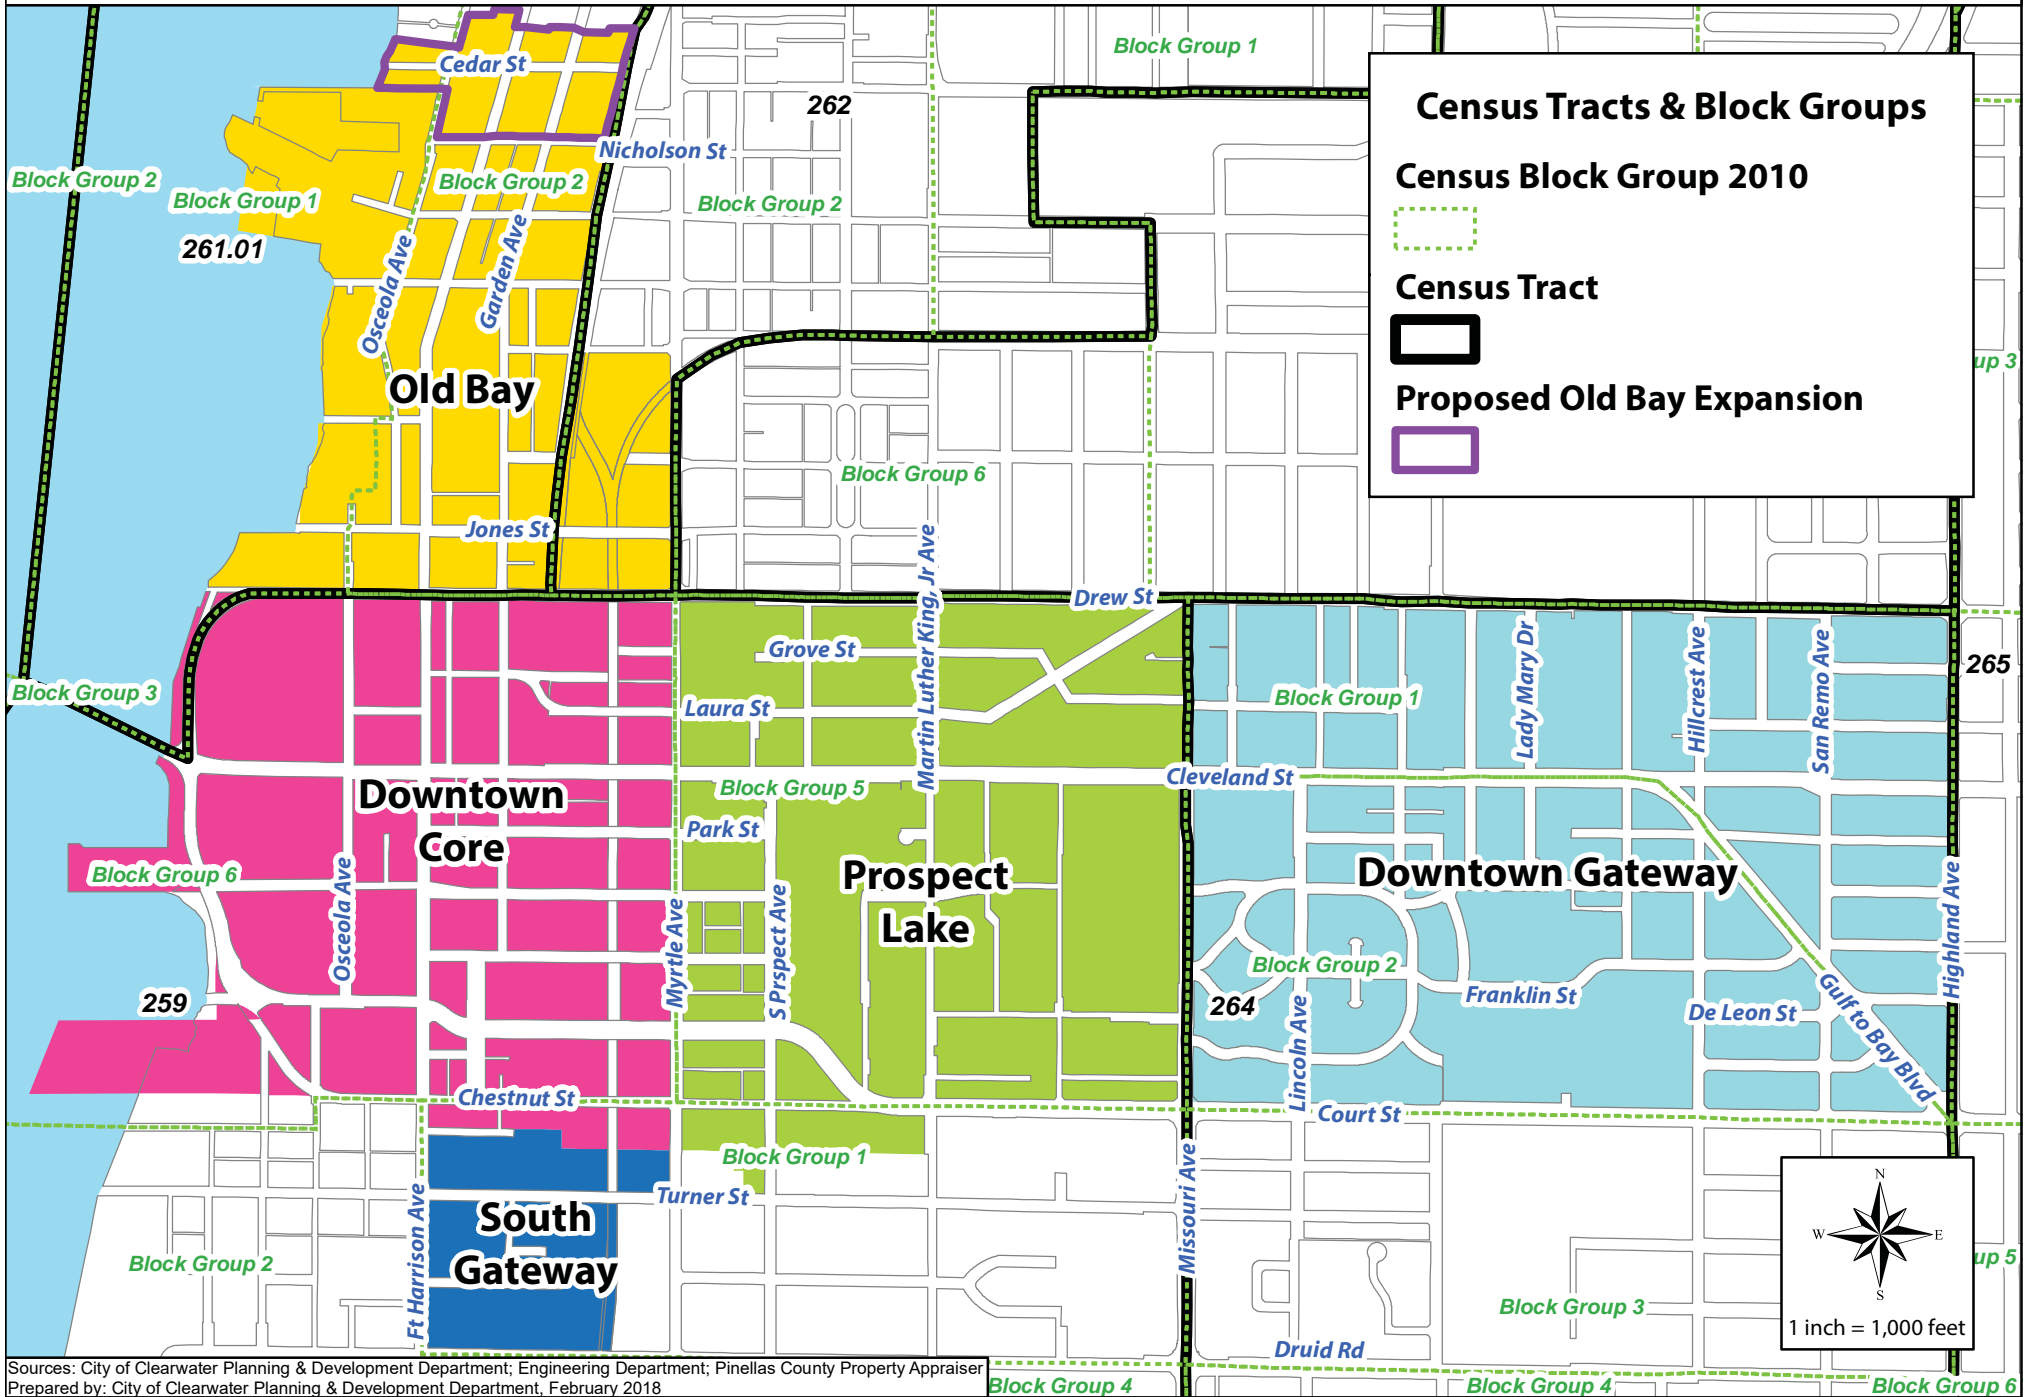 Block Group 1
Cedar St
262
Nicholson St
Block Group 2
Block Group 1
Block Group 2
Block Group 2
261.01
Osceola Ave
Garden Ave
Old Bay
Block Group 6
Jones St
Census Tracts & Block Groups
Census Block Group 2010
Census Tract
Proposed Old Bay Expansion
up 3
Drew St
Grove St
Martin Luther King, Jr Ave
Laura St
Block Group 3
Block Group 1
Lady Mary Dr
Hillcrest Ave
San Remo Ave
265
Cleveland St
Block Group 5
Downtown
Core
Park St
Block Group 6
Osceola Ave
Myrtle Ave
S Prspect Ave
Prospect
Lake
Downtown Gateway
Highland Ave
Block Group 2
259
264
Lincoln Ave
Franklin St
De Leon St
Gulf to Bay Blvd
Chestnut St
Court St
Block Group 1
Turner St
Ft Harrison Ave
South
Gateway
Block Group 2
Missouri Ave
Block Group 3
Druid Rd
N
W
E
S
1 inch = 1,000 feet
up 5
Sources: City of Clearwater Planning & Development Department; Engineering Department; Pinellas County Property Appraiser
Prepared by: City of Clearwater Planning & Development Department, February 2018
Block Group 4
Block Group 4
Block Group 6